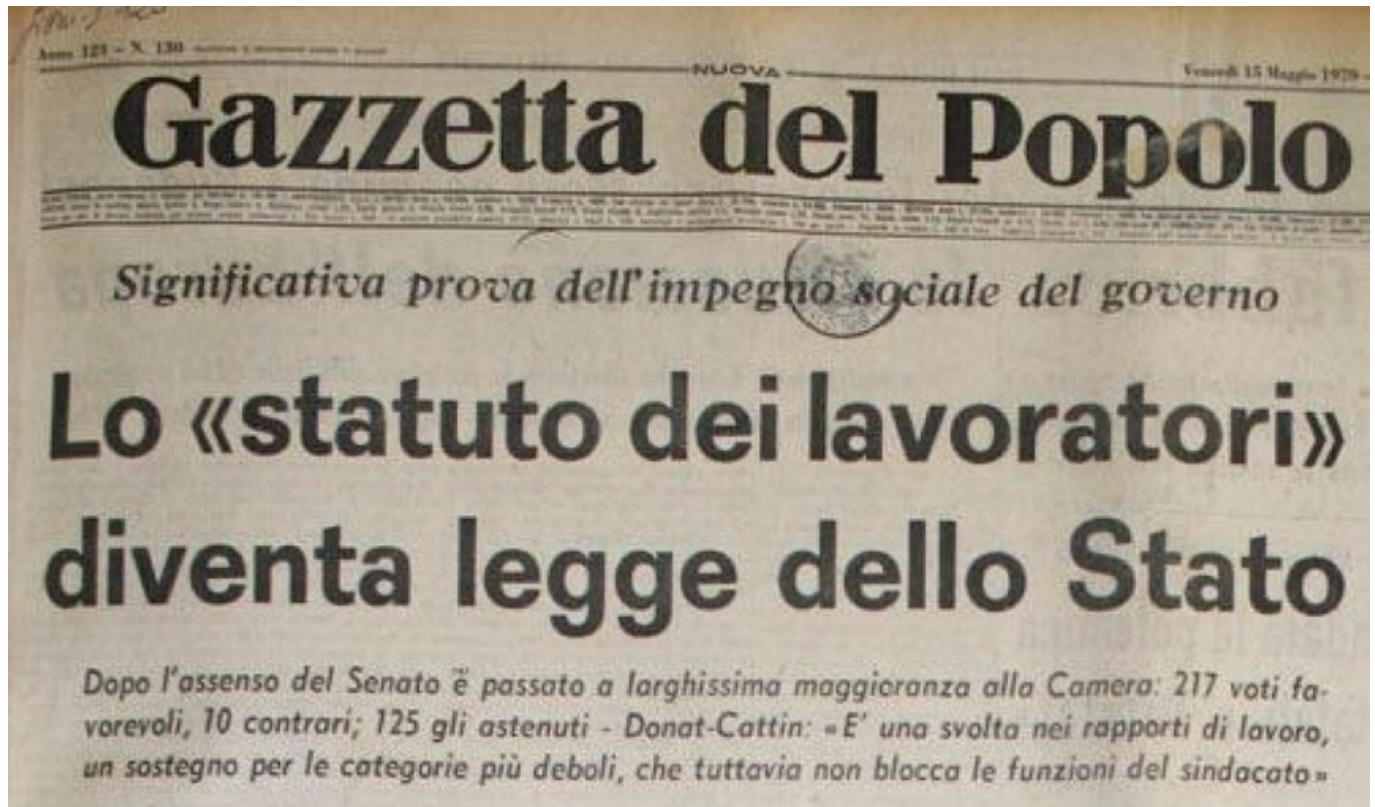 Anno 123 - N. 130
NUOVA
Venerdì 15 Maggio 1970
Gazzetta del Popolo
Significativa prova dell'impegno sociale del governo
Lo «statuto dei lavoratori»
diventa legge dello Stato
Dopo l'assenso del Senato è passato a larghissima maggioranza alla Camera: 217 voti fa-
vorevoli, 10 contrari; 125 gli astenuti - Donat-Cattin: «E' una svolta nei rapporti di lavoro,
un sostegno per le categorie più deboli, che tuttavia non blocca le funzioni del sindacato»